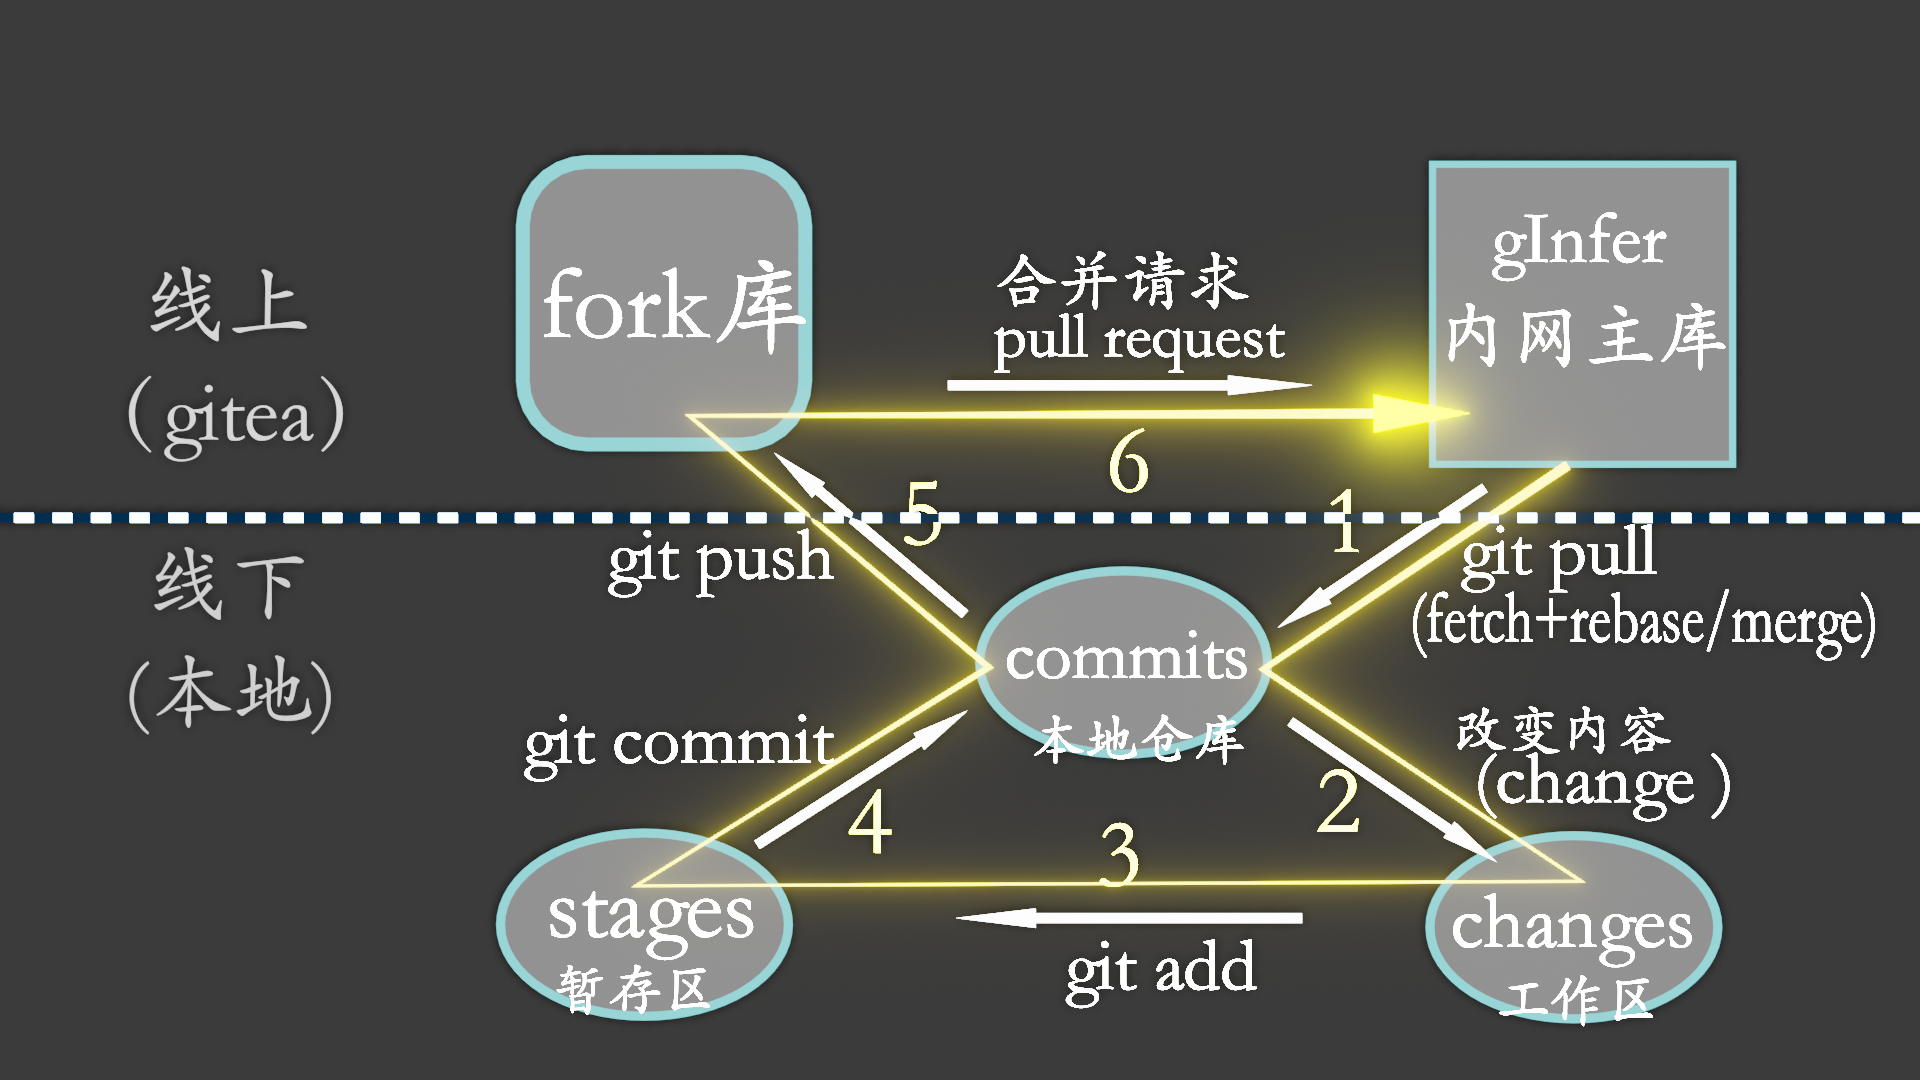 线上
(gitea)
fork库
合并请求
pull request
gInfer
内网主库
6
5
1
线下
(本地)
git push
git pull
(fetch+rebase/merge)
commits
本地仓库
git commit
4
2
改变内容
(change )
3
stages
暂存区
git add
changes
工作区